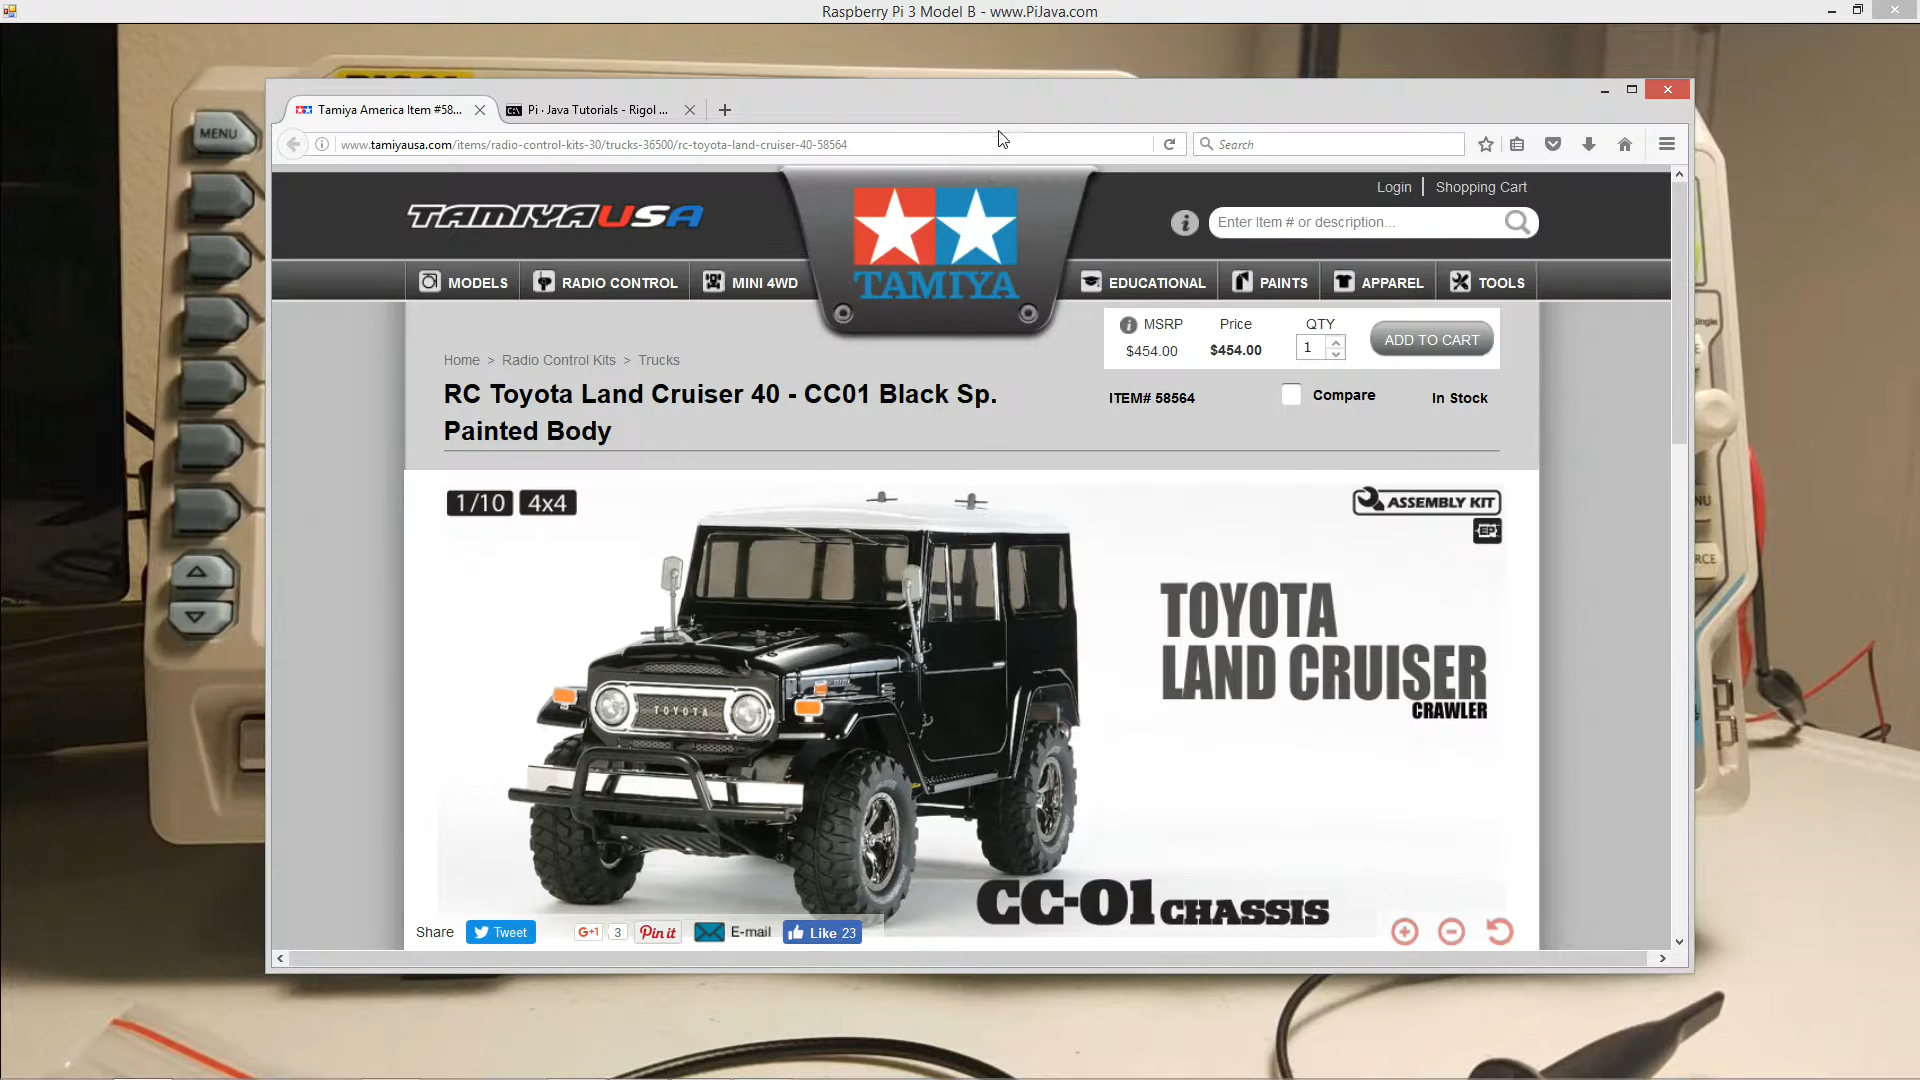 Raspberry Pi 3 Model B - www.PiJava.com
MENU
Tamiya America Item #58...
Pi · Java Tutorials - Rigol ...
www.tamiyausa.com/items/radio-control-kits-30/trucks-36500/rc-toyota-land-cruiser-40-58564
Search
TAMIYAUSA
TAMIYA
Login
Shopping Cart
Enter Item # or description...
MODELS
RADIO CONTROL
MINI 4WD
EDUCATIONAL
PAINTS
APPAREL
TOOLS
MSRP
Price
QTY
$454.00
$454.00
1
ADD TO CART
Home > Radio Control Kits > Trucks
RC Toyota Land Cruiser 40 - CC01 Black Sp.
Painted Body
ITEM# 58564
Compare
In Stock
1/10
4x4
ASSEMBLY KIT
EP
TOYOTA
LAND CRUISER
CRAWLER
TOYOTA
CC-01 CHASSIS
Share
Tweet
G+1
3
Pin it
E-mail
Like 23